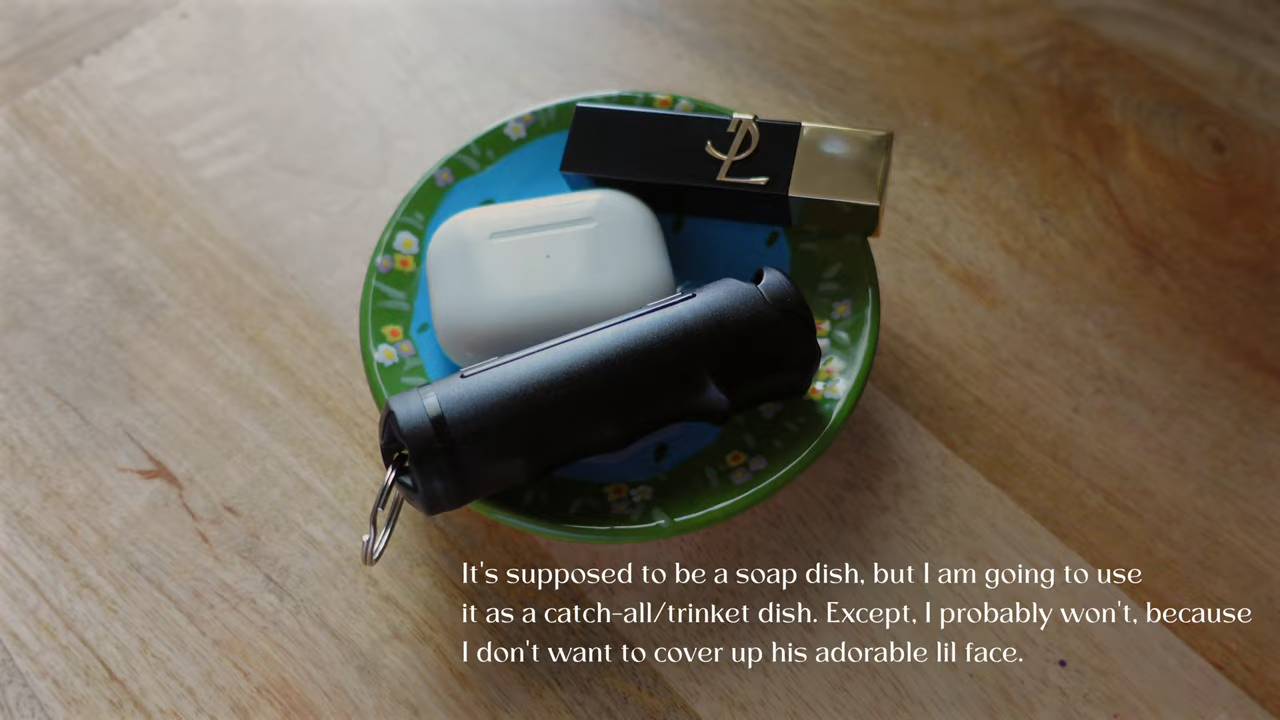 YSL
It's supposed to be a soap dish, but I am going to use
it as a catch-all/trinket dish. Except, I probably won't, because
I don't want to cover up his adorable lil face.